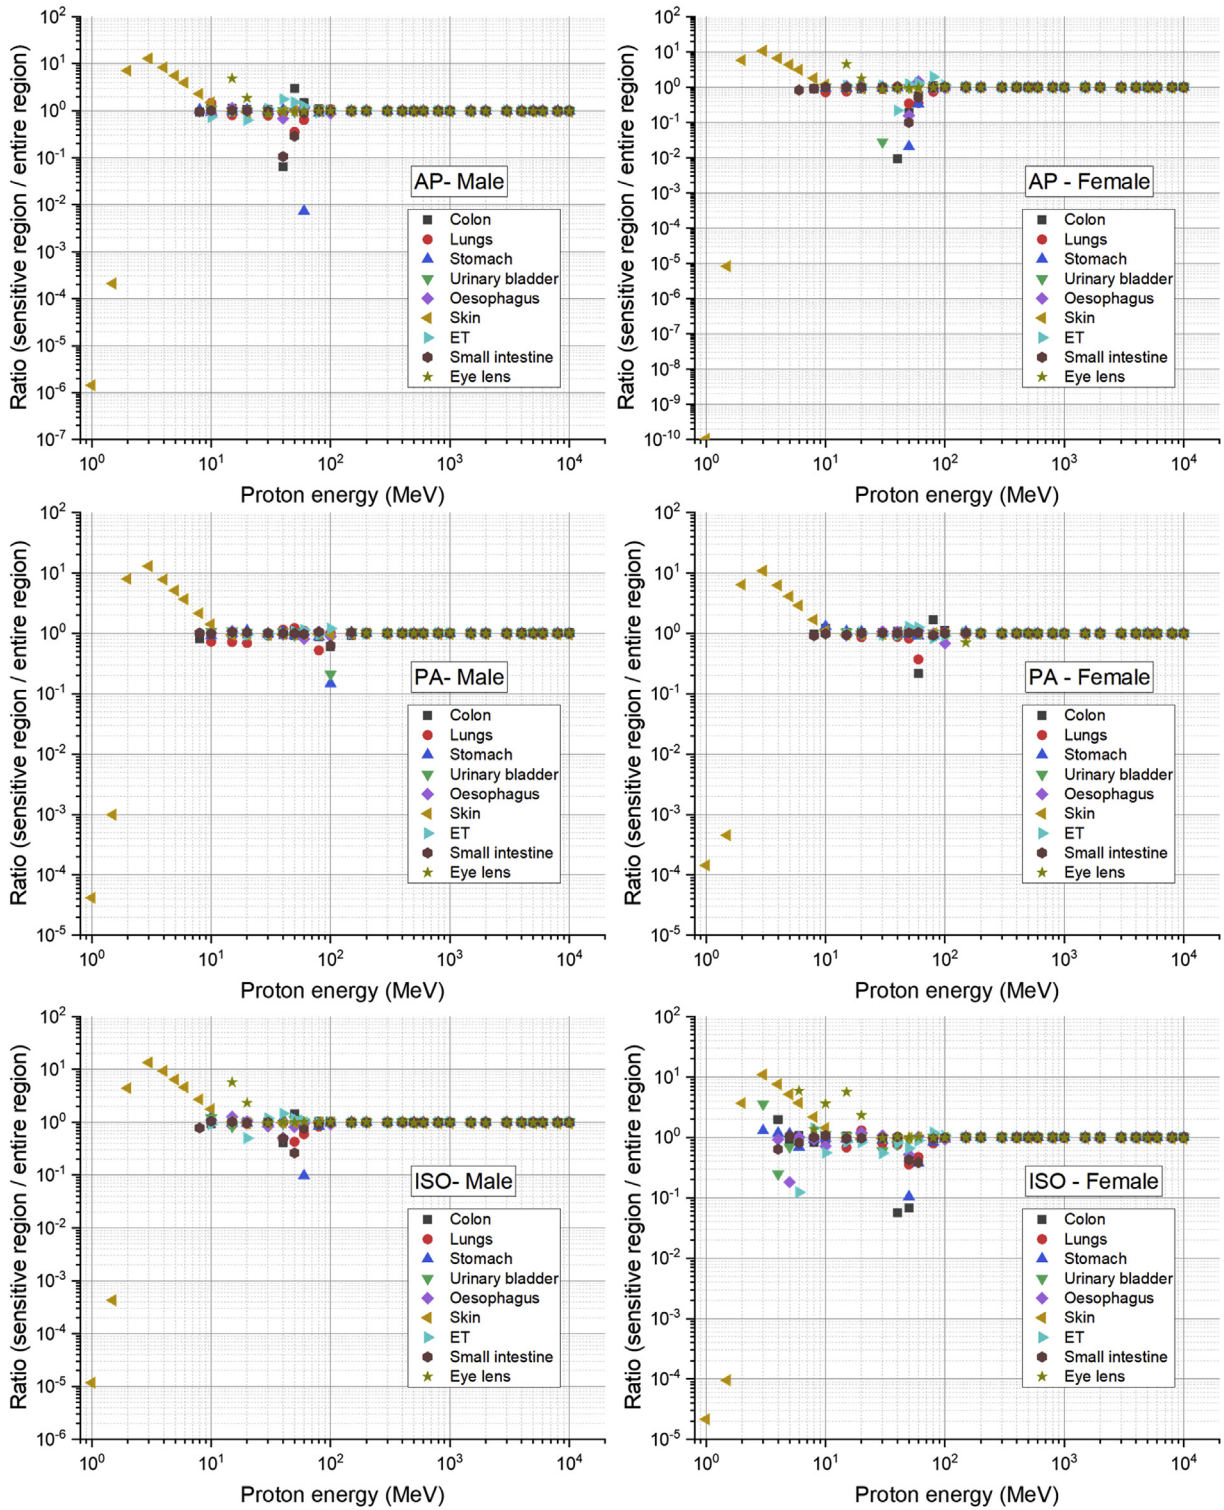 10²
10¹
10⁰
10⁻¹
10⁻²
10⁻³
10⁻⁴
10⁻⁵
10⁻⁶
10⁻⁷
Ratio (sensitive region / entire region)
AP- Male
Colon
Lungs
Stomach
Urinary bladder
Oesophagus
Skin
ET
Small intestine
Eye lens
10⁰ 10¹ 10² 10³ 10⁴
Proton energy (MeV)
10²
10¹
10⁰
10⁻¹
10⁻²
10⁻³
10⁻⁴
10⁻⁵
10⁻⁶
10⁻⁷
10⁻⁸
10⁻⁹
10⁻¹⁰
Ratio (sensitive region / entire region)
AP - Female
Colon
Lungs
Stomach
Urinary bladder
Oesophagus
Skin
ET
Small intestine
Eye lens
10⁰ 10¹ 10² 10³ 10⁴
Proton energy (MeV)
10²
10¹
10⁰
10⁻¹
10⁻²
10⁻³
10⁻⁴
10⁻⁵
Ratio (sensitive region / entire region)
PA- Male
Colon
Lungs
Stomach
Urinary bladder
Oesophagus
Skin
ET
Small intestine
Eye lens
10⁰ 10¹ 10² 10³ 10⁴
Proton energy (MeV)
10²
10¹
10⁰
10⁻¹
10⁻²
10⁻³
10⁻⁴
10⁻⁵
Ratio (sensitive region / entire region)
PA - Female
Colon
Lungs
Stomach
Urinary bladder
Oesophagus
Skin
ET
Small intestine
Eye lens
10⁰ 10¹ 10² 10³ 10⁴
Proton energy (MeV)
10²
10¹
10⁰
10⁻¹
10⁻²
10⁻³
10⁻⁴
10⁻⁵
10⁻⁶
Ratio (sensitive region / entire region)
ISO- Male
Colon
Lungs
Stomach
Urinary bladder
Oesophagus
Skin
ET
Small intestine
Eye lens
10⁰ 10¹ 10² 10³ 10⁴
Proton energy (MeV)
10²
10¹
10⁰
10⁻¹
10⁻²
10⁻³
10⁻⁴
10⁻⁵
Ratio (sensitive region / entire region)
ISO - Female
Colon
Lungs
Stomach
Urinary bladder
Oesophagus
Skin
ET
Small intestine
Eye lens
10⁰ 10¹ 10² 10³ 10⁴
Proton energy (MeV)